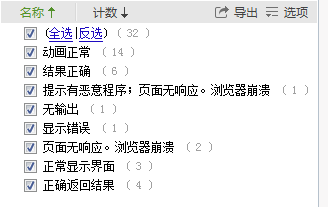 名称↑ 计数↓ 导出 选项
(全选|反选) ( 32 )
动画正常 ( 14 )
结果正确 ( 6 )
提示有恶意程序；页面无响应。浏览器崩溃 ( 1 )
无输出 ( 1 )
显示错误 ( 1 )
页面无响应。浏览器崩溃 ( 2 )
正常显示界面 ( 3 )
正确返回结果 ( 4 )